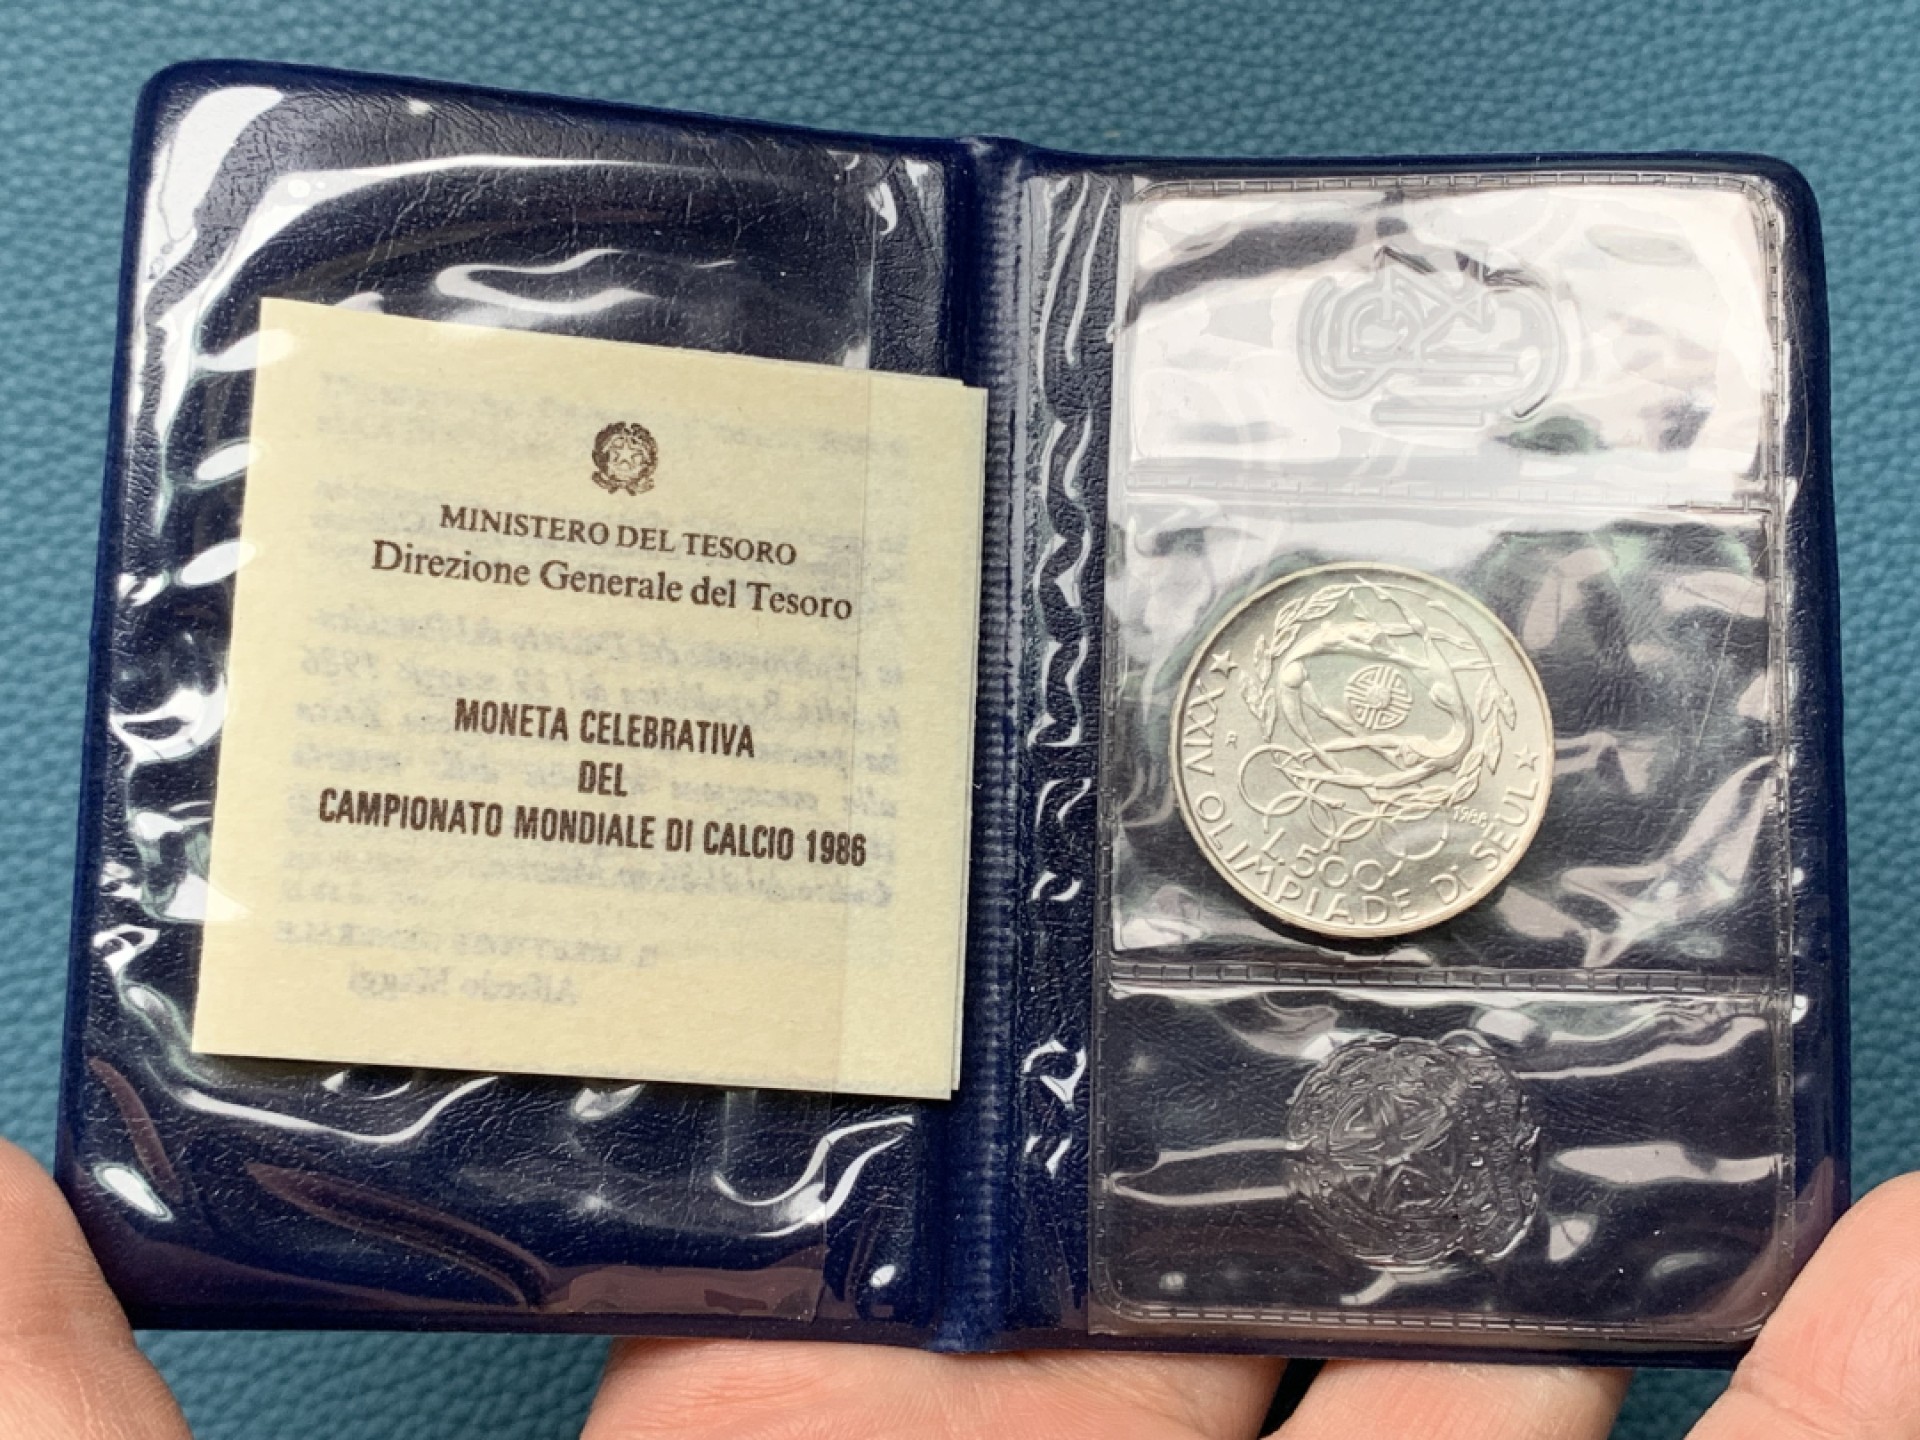 MINISTERO DEL TESORO
Direzione Generale del Tesoro
MONETA CELEBRATIVA
DEL
CAMPIONATO MONDIALE DI CALCIO 1986
R
1988
L.500
XXIV OLIMPIADE DI SEUL